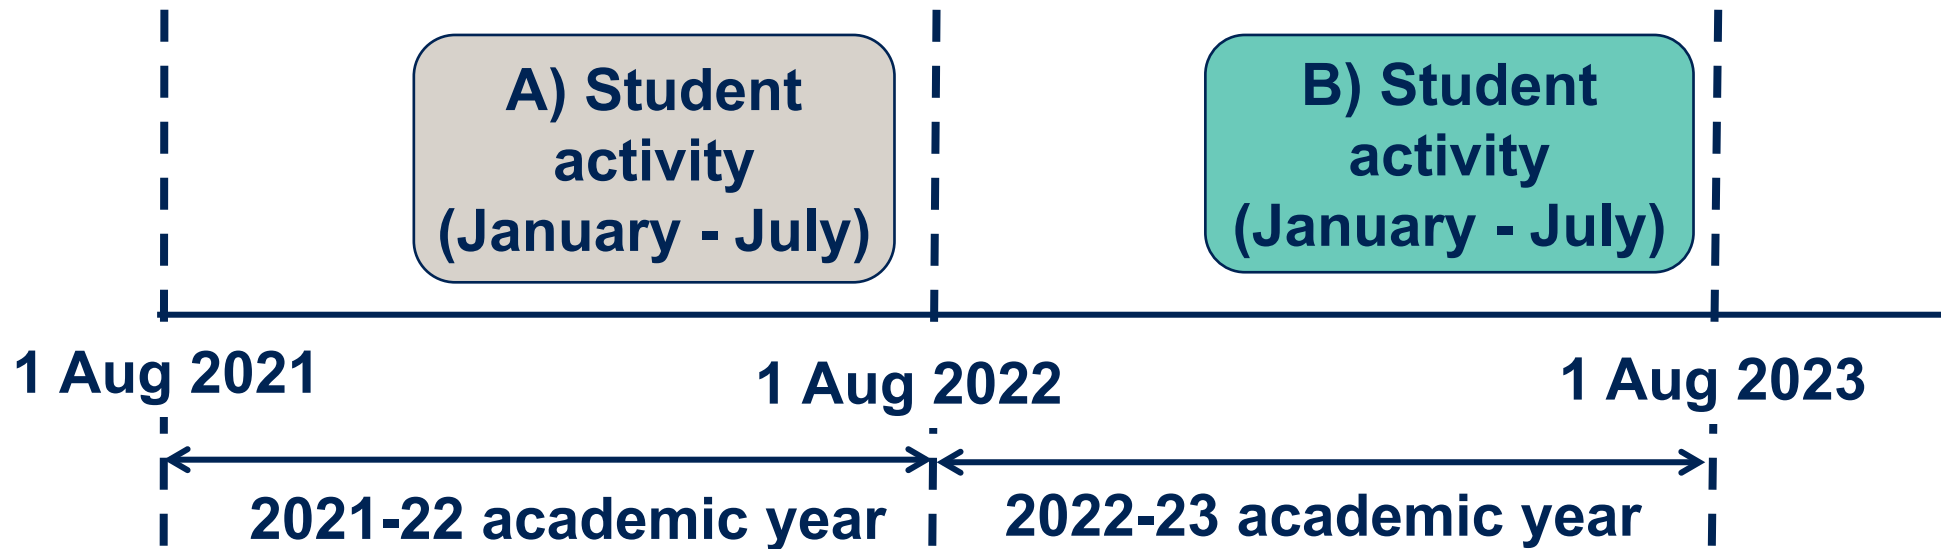 A) Student
activity
(January - July)
B) Student
activity
(January - July)
1 Aug 2021
1 Aug 2022
1 Aug 2023
2021-22 academic year
2022-23 academic year